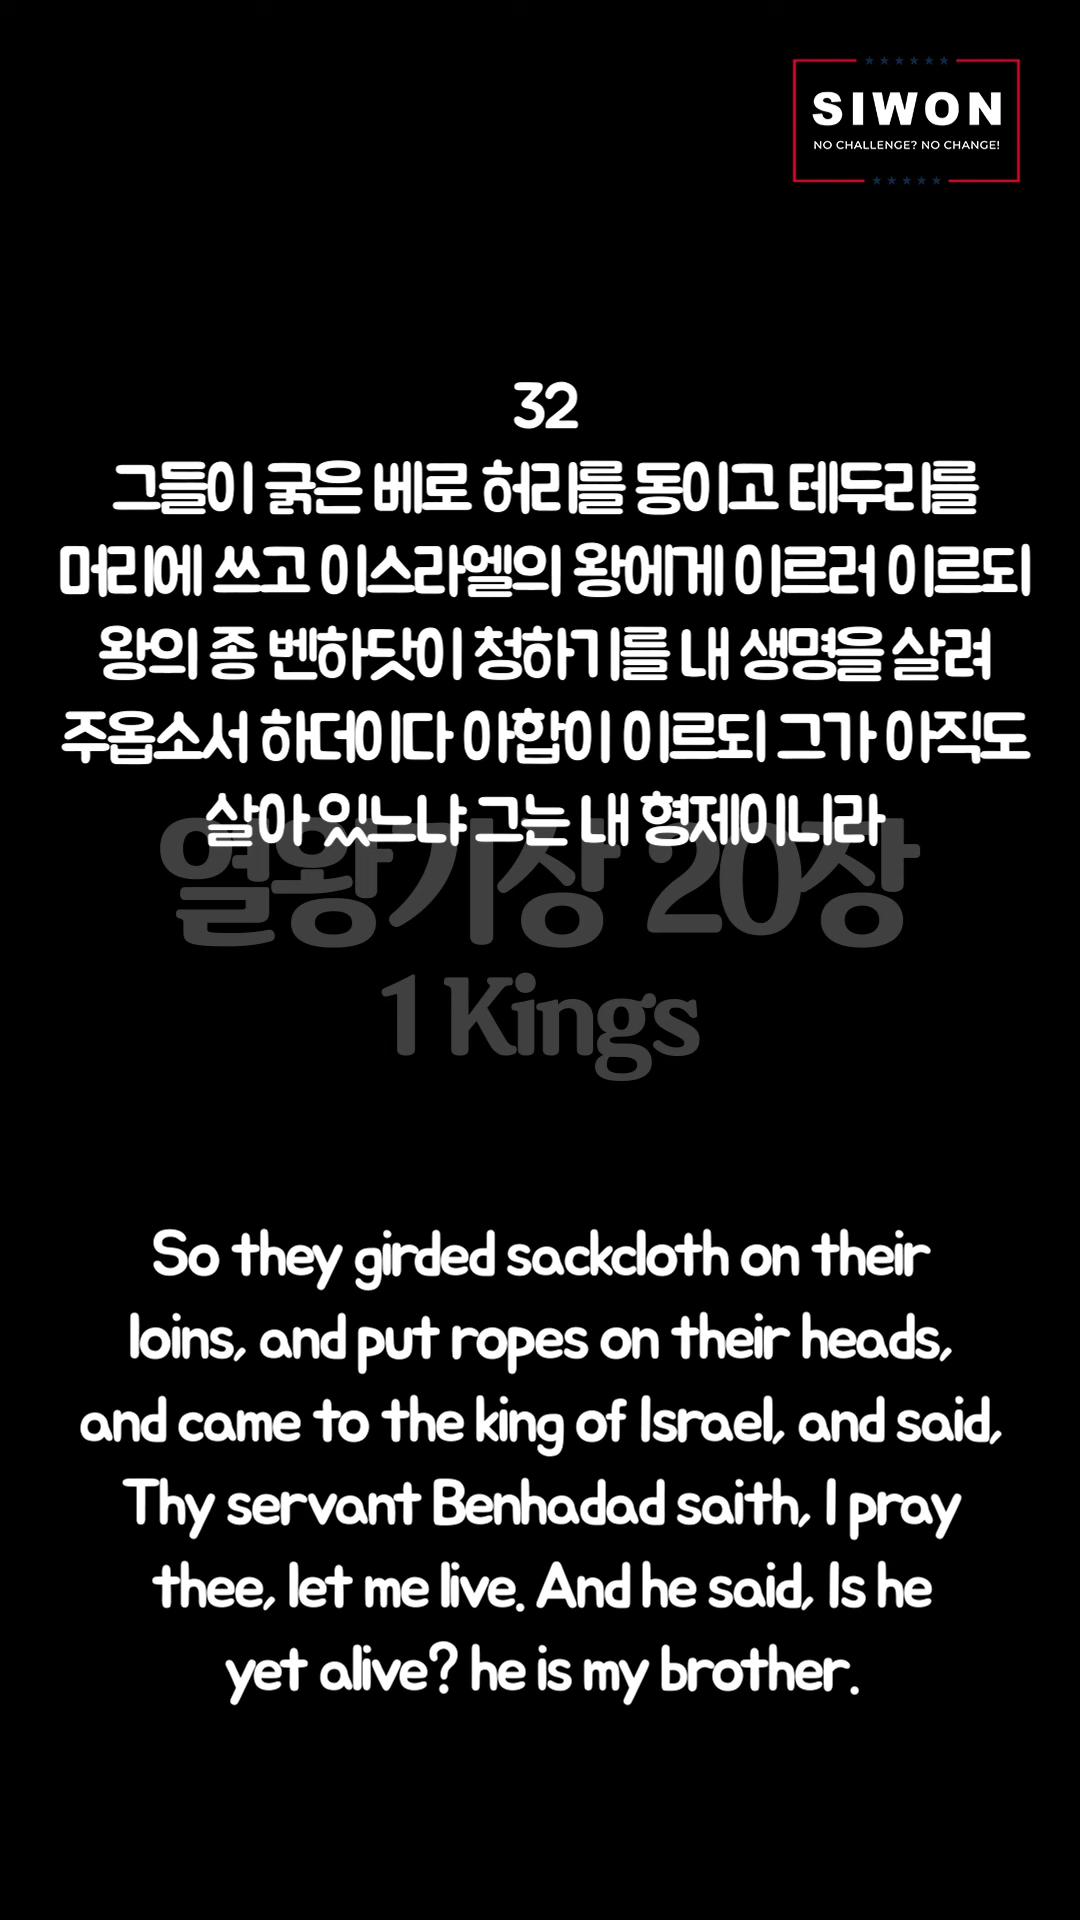 SIWON
NO CHALLENGE? NO CHANGE!
32
그들이 굵은 베로 허리를 동이고 테두리를
머리에 쓰고 이스라엘의 왕에게 이르러 이르되
왕의 종 벤하닷이 청하기를 내 생명을 살려
주옵소서 하더이다 아합이 이르되 그가 아직도
살아 있느냐 그는 내 형제이니라
열왕기상 20장
1 Kings
So they girded sackcloth on their
loins, and put ropes on their heads,
and came to the king of Israel, and said,
Thy servant Benhadad saith, I pray
thee, let me live. And he said, Is he
yet alive? he is my brother.